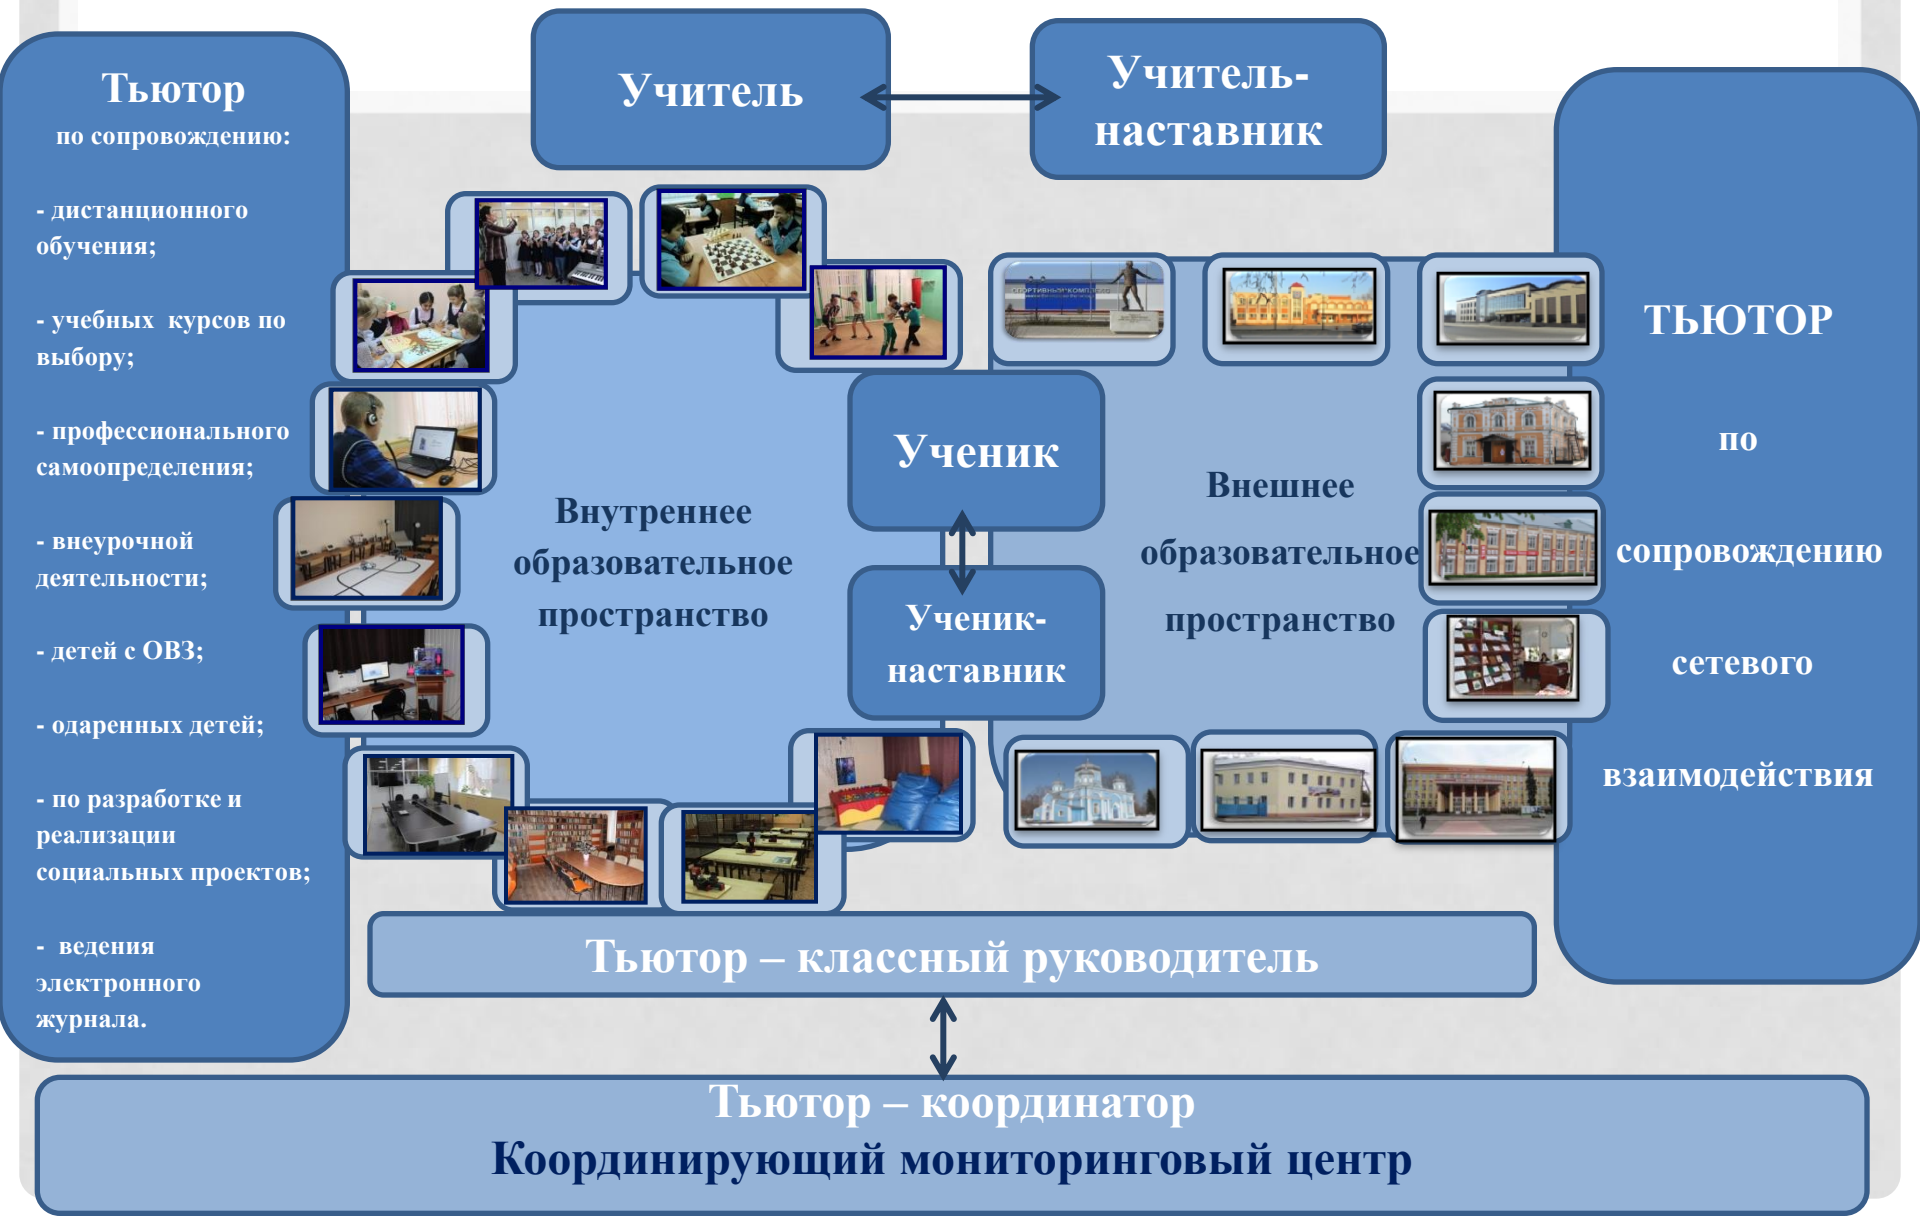 Учитель
Учитель-
наставник
Тьютор
по сопровождению:
- дистанционного
обучения;
- учебных  курсов по
выбору;
- профессионального
самоопределения;
- внеурочной
деятельности;
- детей с ОВЗ;
- одаренных детей;
- по разработке и
реализации
социальных проектов;
-  ведения
электронного
журнала.
СПОРТИВНЫЙ КОМПЛЕКС
Ученик
Внутреннее
образовательное
пространство
Ученик-
наставник
Внешнее
образовательное
пространство
ТЬЮТОР
по
сопровождению
сетевого
взаимодействия
Тьютор – классный руководитель
Тьютор – координатор
Координирующий мониторинговый центр